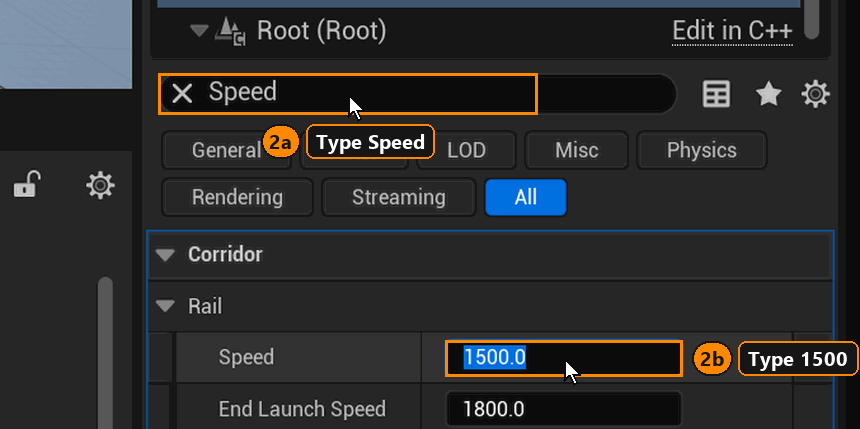 Root (Root) Edit in C++
Speed
2a Type Speed
General LOD Misc Physics
Rendering Streaming All
Corridor
Rail
Speed 1500.0 2b Type 1500
End Launch Speed 1800.0